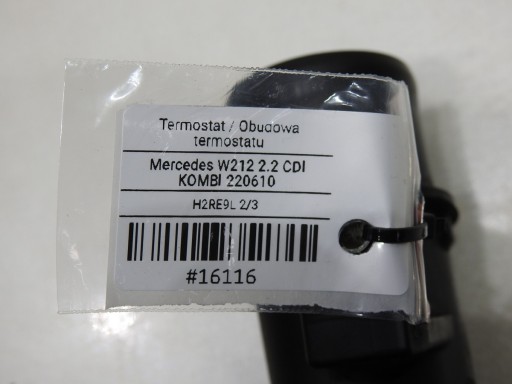 Termostat / Obudowa
termostatu
Mercedes W212 2.2 CDI
KOMBI 220610
H2RE9L 2/3
#16116